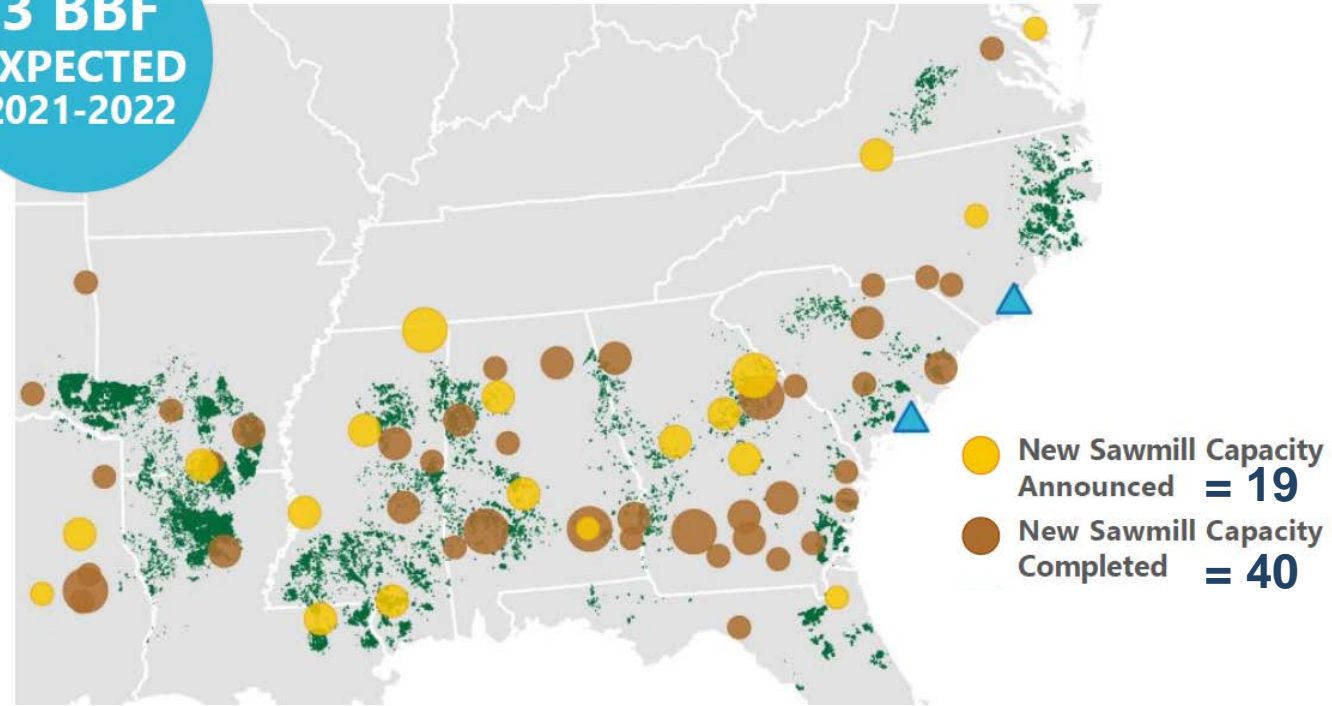 3 BBF
XPECTED
2021-2022
New Sawmill Capacity
Announced = 19
New Sawmill Capacity
Completed = 40